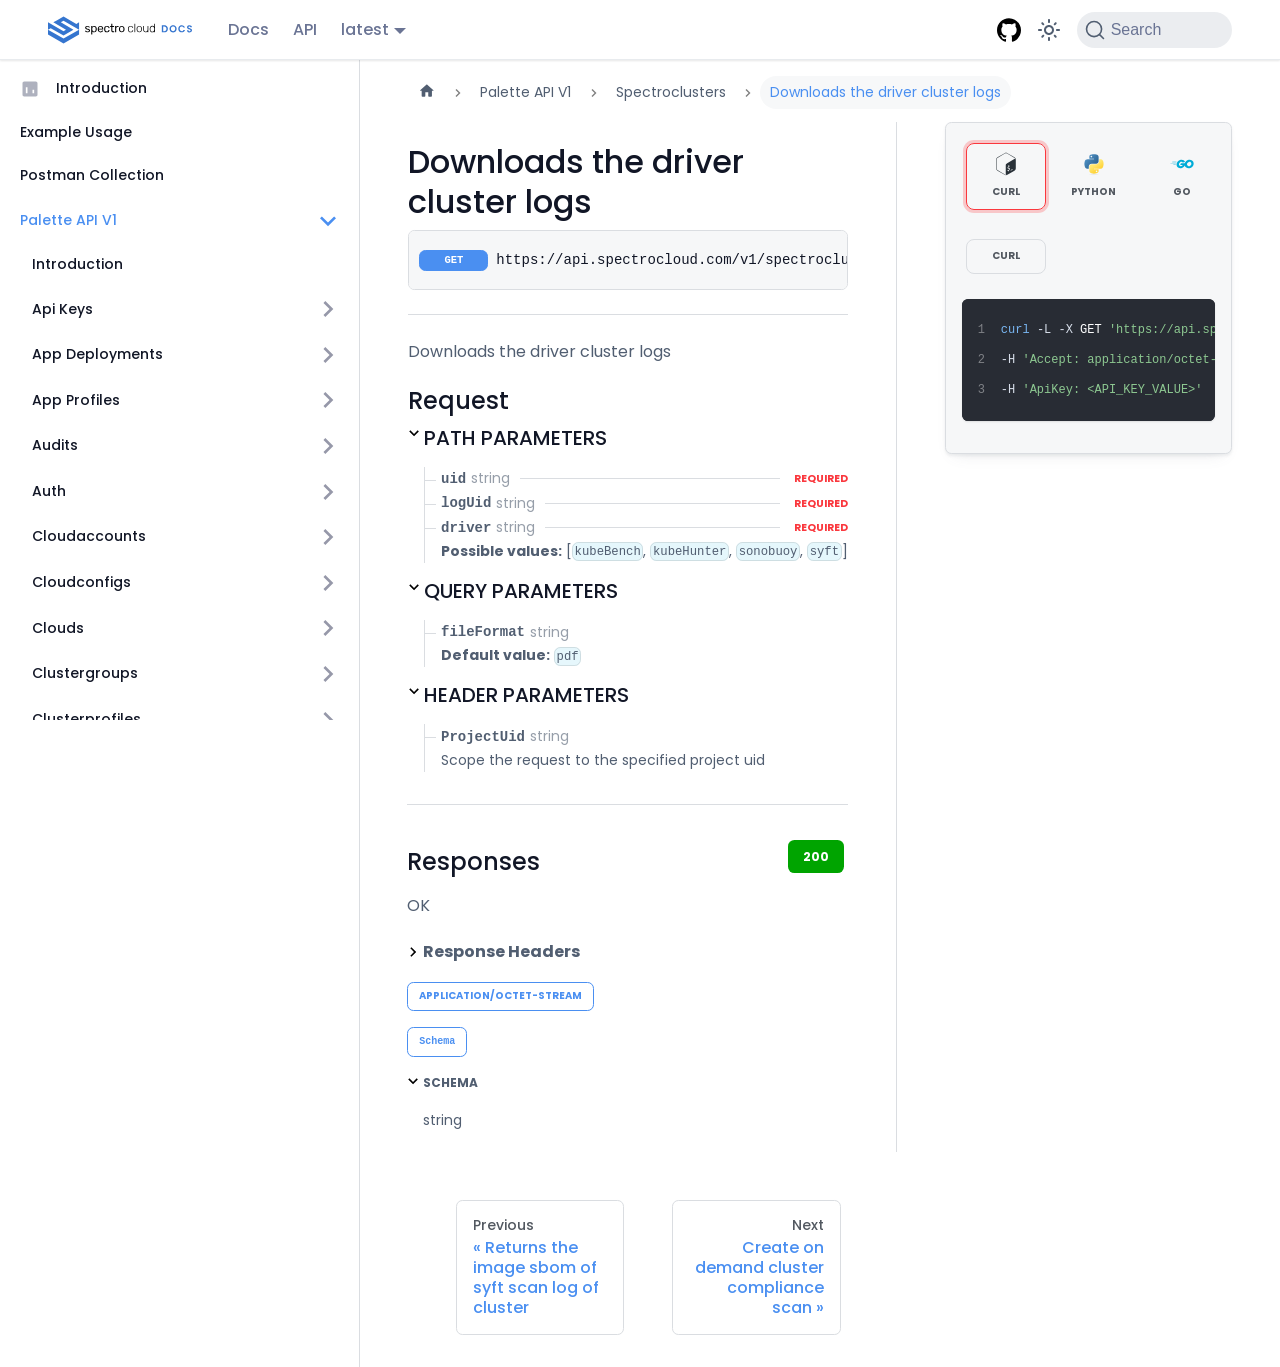 spectro cloud DOCS
Docs
API
latest
Search
Introduction
Example Usage
Postman Collection
Palette API V1
Introduction
Api Keys
App Deployments
App Profiles
Audits
Auth
Cloudaccounts
Cloudconfigs
Clouds
Clustergroups
Clusterprofiles
Palette API V1
Spectroclusters
Downloads the driver cluster logs
Downloads the driver
cluster logs
GET https://api.spectrocloud.com/v1/spectroclu
Downloads the driver cluster logs
Request
PATH PARAMETERS
uid string REQUIRED
logUid string REQUIRED
driver string REQUIRED
Possible values: [kubeBench, kubeHunter, sonobuoy, syft]
QUERY PARAMETERS
fileFormat string
Default value: pdf
HEADER PARAMETERS
ProjectUid string
Scope the request to the specified project uid
Responses
200
OK
Response Headers
APPLICATION/OCTET-STREAM
Schema
SCHEMA
string
CURL
PYTHON
GO
CURL
1 curl -L -X GET 'https://api.sp
2 -H 'Accept: application/octet-
3 -H 'ApiKey: <API_KEY_VALUE>'
Previous
« Returns the
image sbom of
syft scan log of
cluster
Next
Create on
demand cluster
compliance
scan »